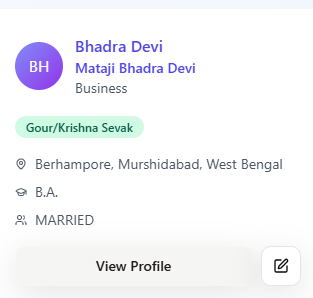 BH
Bhadra Devi
Mataji Bhadra Devi
Business
Gour/Krishna Sevak
Berhampore, Murshidabad, West Bengal
B.A.
MARRIED
View Profile